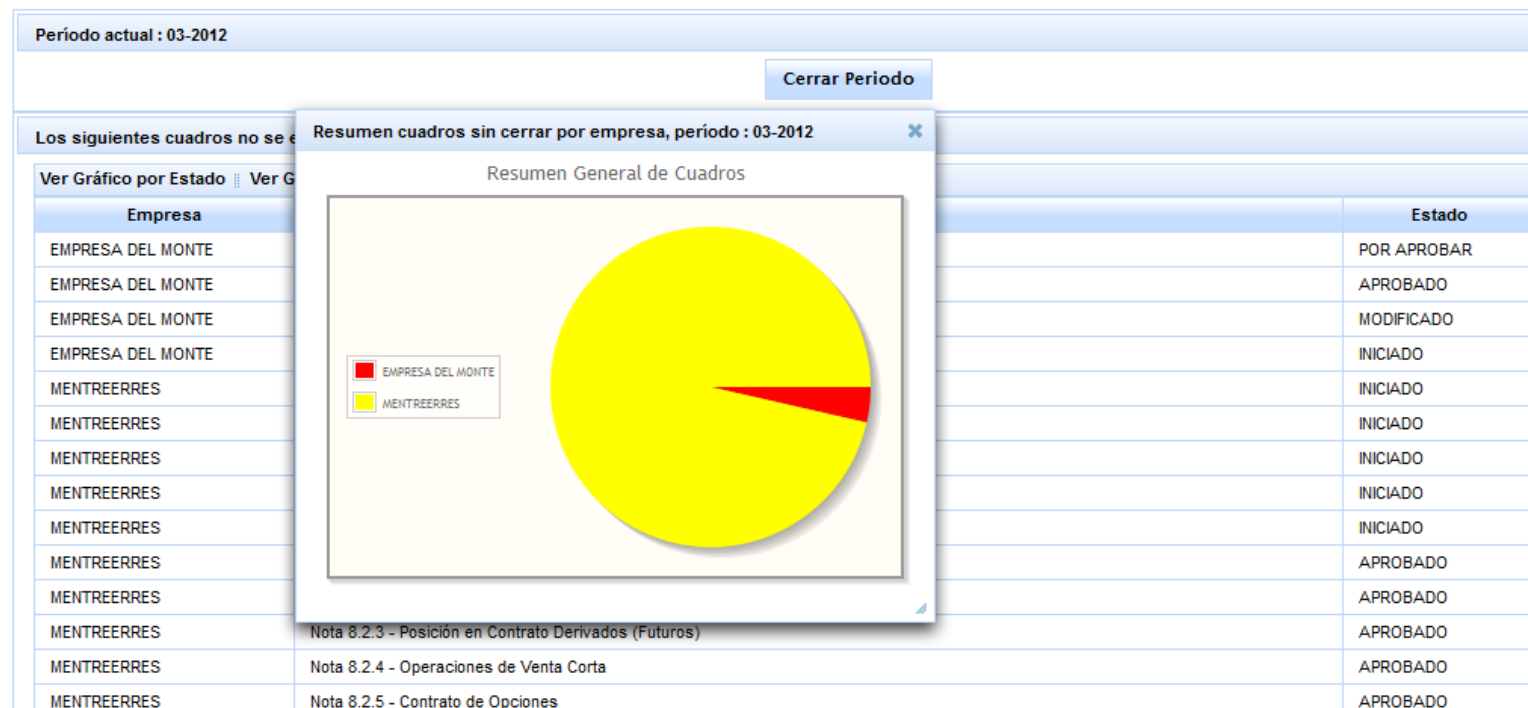 Período actual : 03-2012
Cerrar Periodo
Los siguientes cuadros no se
Resumen cuadros sin cerrar por empresa, período : 03-2012
Resumen General de Cuadros
EMPRESA DEL MONTE
MENTREERRES
Ver Gráfico por Estado Ver G
Empresa Estado
EMPRESA DEL MONTE POR APROBAR
EMPRESA DEL MONTE APROBADO
EMPRESA DEL MONTE MODIFICADO
EMPRESA DEL MONTE INICIADO
MENTREERRES INICIADO
MENTREERRES INICIADO
MENTREERRES INICIADO
MENTREERRES INICIADO
MENTREERRES INICIADO
MENTREERRES APROBADO
MENTREERRES APROBADO
MENTREERRES Nota 8.2.3 - Posición en Contrato Derivados (Futuros) APROBADO
MENTREERRES Nota 8.2.4 - Operaciones de Venta Corta APROBADO
MENTREERRES Nota 8.2.5 - Contrato de Opciones APROBADO